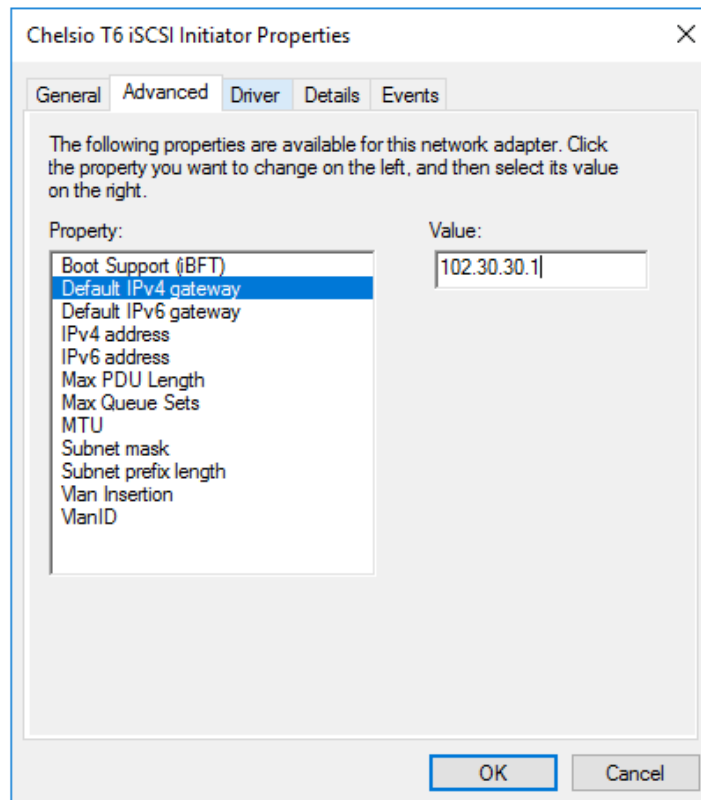 Chelsio T6 iSCSI Initiator Properties
General Advanced Driver Details Events
The following properties are available for this network adapter. Click
the property you want to change on the left, and then select its value
on the right.
Property: Value:
Boot Support (iBFT) 102.30.30.1
Default IPv4 gateway
Default IPv6 gateway
IPv4 address
IPv6 address
Max PDU Length
Max Queue Sets
MTU
Subnet mask
Subnet prefix length
Vlan Insertion
VlanID
OK Cancel